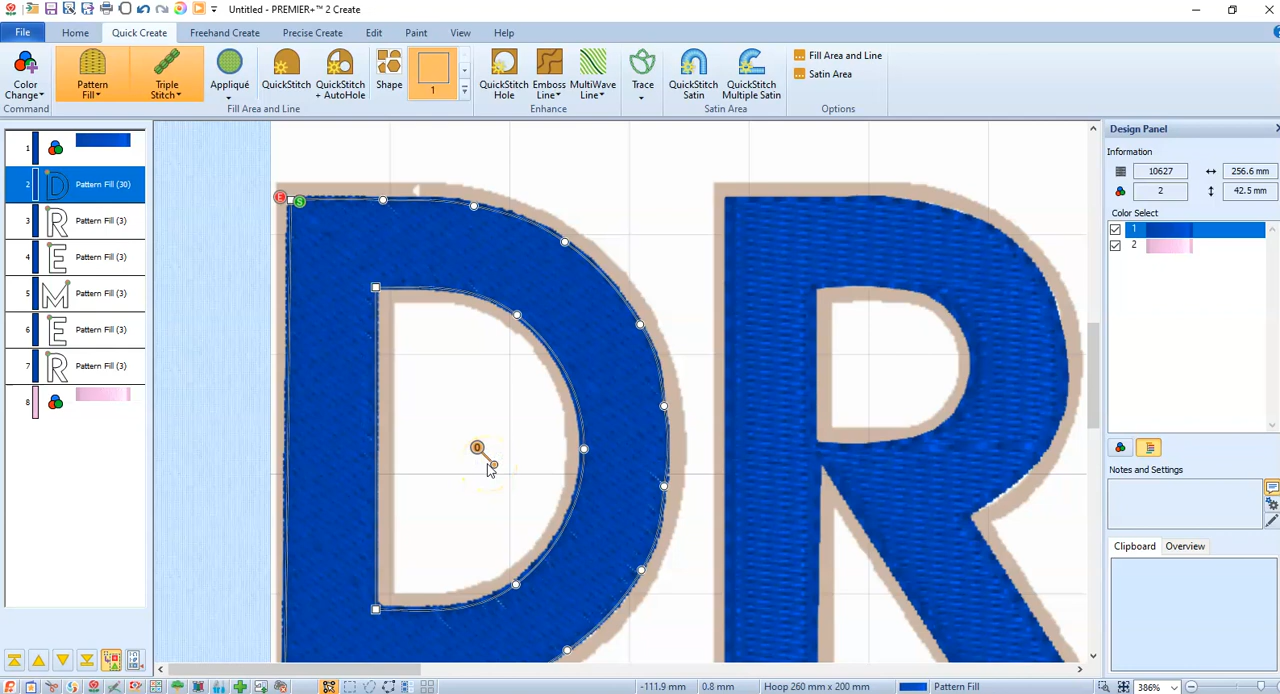 Untitled - PREMIER+™ 2 Create
File Home Quick Create Freehand Create Precise Create Edit Paint View Help
Color Change
Pattern Fill
Triple Stitch
Appliqué
QuickStitch
QuickStitch + AutoHole
Shape
1
QuickStitch Hole
Emboss Line
MultiWave Line
Trace
QuickStitch Satin
QuickStitch Multiple Satin
Fill Area and Line
Satin Area
Command
Fill Area and Line
Enhance
Satin Area
Options
1
2 D Pattern Fill (30)
3 R Pattern Fill (3)
4 E Pattern Fill (3)
5 M Pattern Fill (3)
6 E Pattern Fill (3)
7 R Pattern Fill (3)
8
E S
D R
Design Panel
Information
10627 256.6 mm
2 42.5 mm
Color Select
1
2
Notes and Settings
Clipboard Overview
-111.9 mm 0.8 mm Hoop 260 mm x 200 mm Pattern Fill 386%